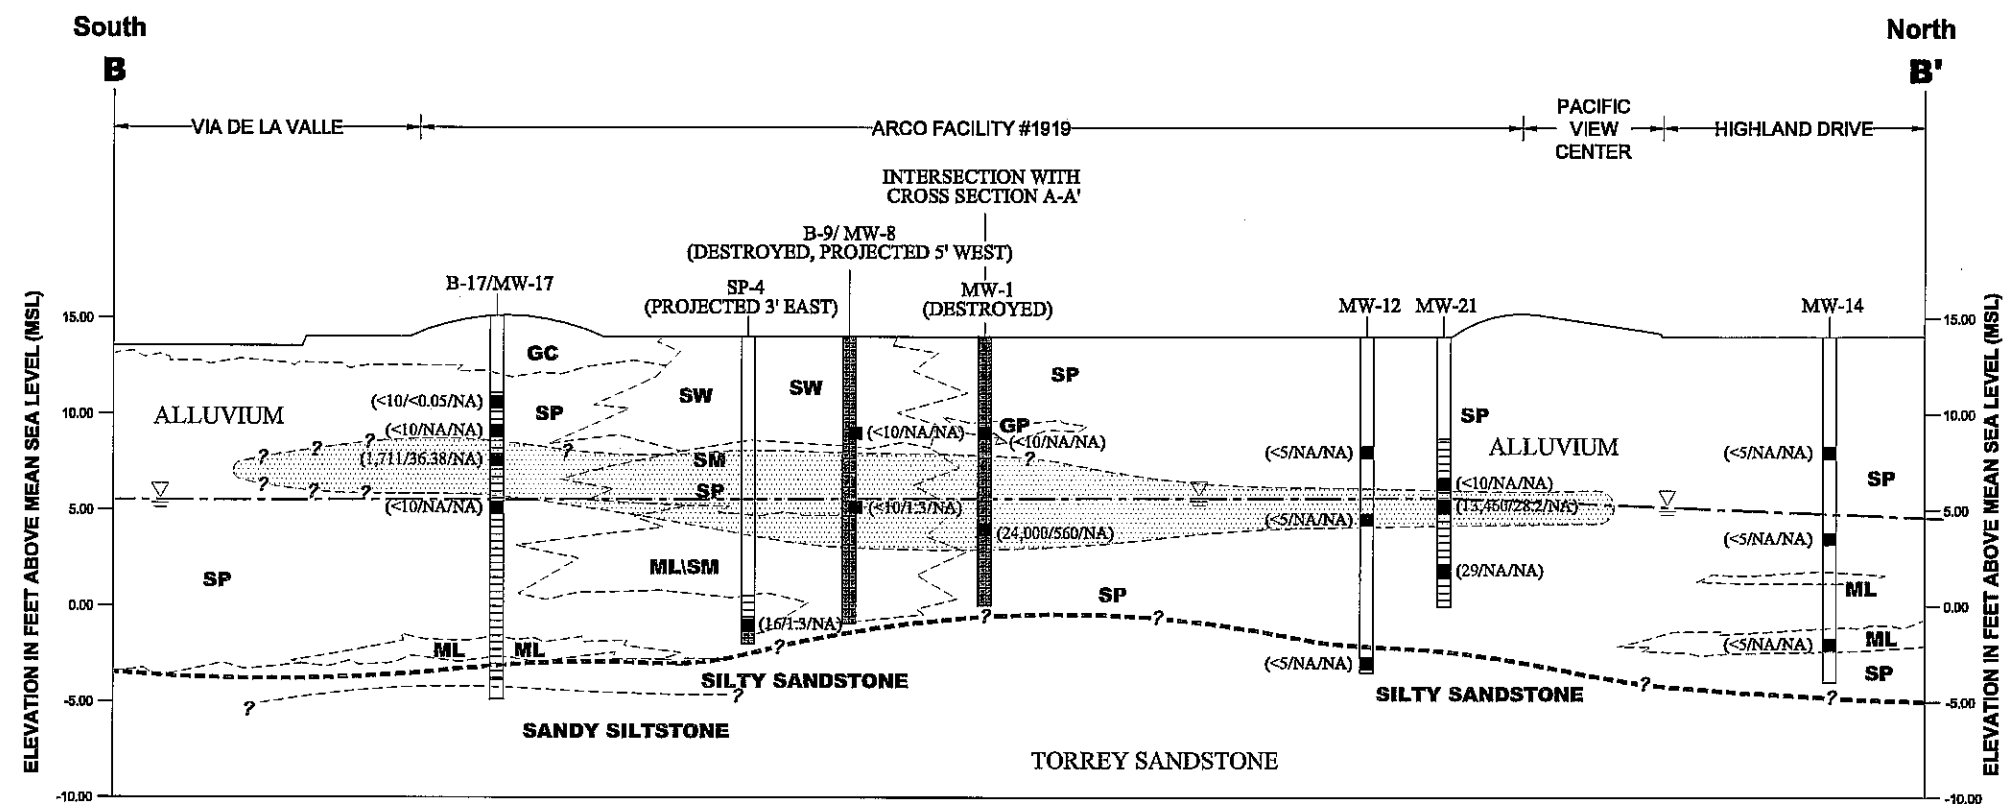 South
North
B
B'
VIA DE LA VALLE
ARCO FACILITY #1919
PACIFIC
VIEW
CENTER
HIGHLAND DRIVE
INTERSECTION WITH
CROSS SECTION A-A'
B-9/ MW-8
(DESTROYED, PROJECTED 5' WEST)
B-17/MW-17
SP-4
(PROJECTED 3' EAST)
MW-1
(DESTROYED)
MW-12
MW-21
MW-14
ELEVATION IN FEET ABOVE MEAN SEA LEVEL (MSL)
15.00
10.00
5.00
0.00
-5.00
-10.00
GC
ALLUVIUM
SP
SW
SW
SP
GP
SP
ALLUVIUM
SM
SP
SP
SP
ML\SM
SP
ML
ML
ML
ML
SP
(<10/<0.05/NA)
(<10/NA/NA)
(1,711/36.38/NA)
(<10/NA/NA)
(16/1.3/NA)
(<10/NA/NA)
(<10/1.3/NA)
(<10/NA/NA)
(24,000/560/NA)
(<5/NA/NA)
(<5/NA/NA)
(<5/NA/NA)
(<10/NA/NA)
(13,460/28.2/NA)
(29/NA/NA)
(<5/NA/NA)
(<5/NA/NA)
(<5/NA/NA)
? ? ? ? ? ? ? ?
? ? ? ? ? ? ? ?
SILTY SANDSTONE
SILTY SANDSTONE
SANDY SILTSTONE
TORREY SANDSTONE
15.00
10.00
5.00
0.00
-5.00
-10.00
ELEVATION IN FEET ABOVE MEAN SEA LEVEL (MSL)